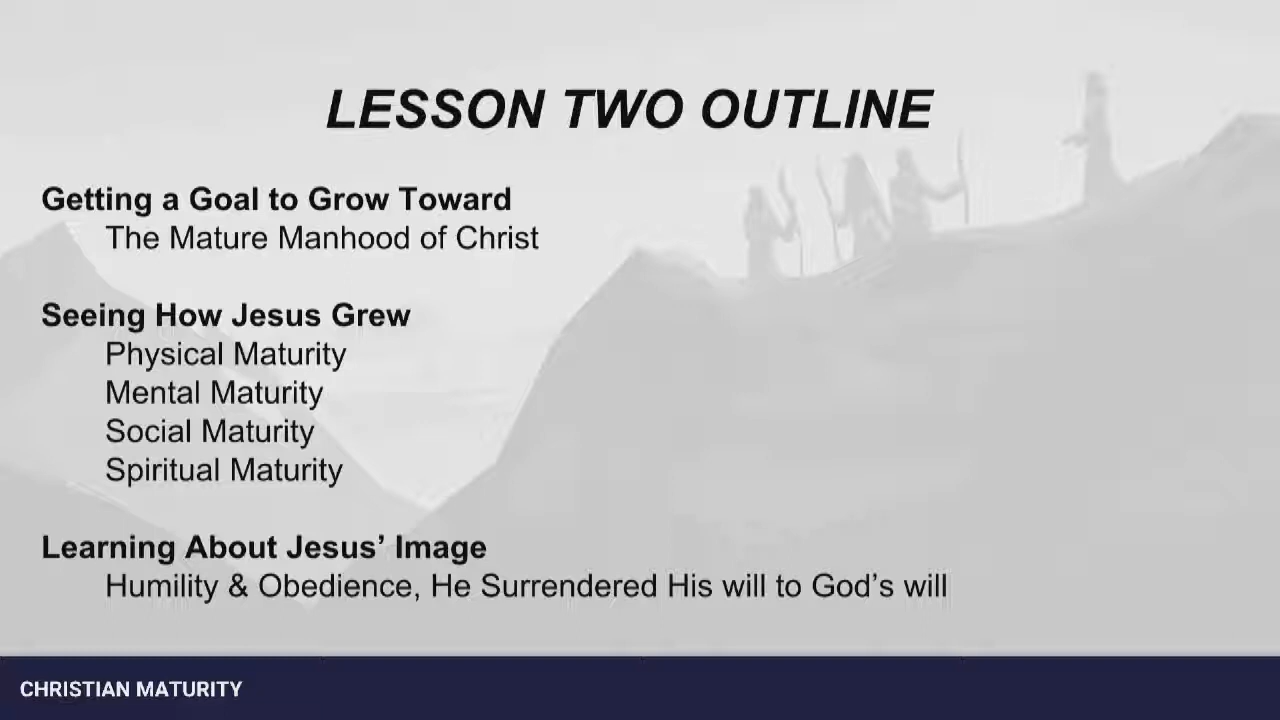 LESSON TWO OUTLINE
Getting a Goal to Grow Toward
The Mature Manhood of Christ
Seeing How Jesus Grew
Physical Maturity
Mental Maturity
Social Maturity
Spiritual Maturity
Learning About Jesus’ Image
Humility & Obedience, He Surrendered His will to God’s will
CHRISTIAN MATURITY